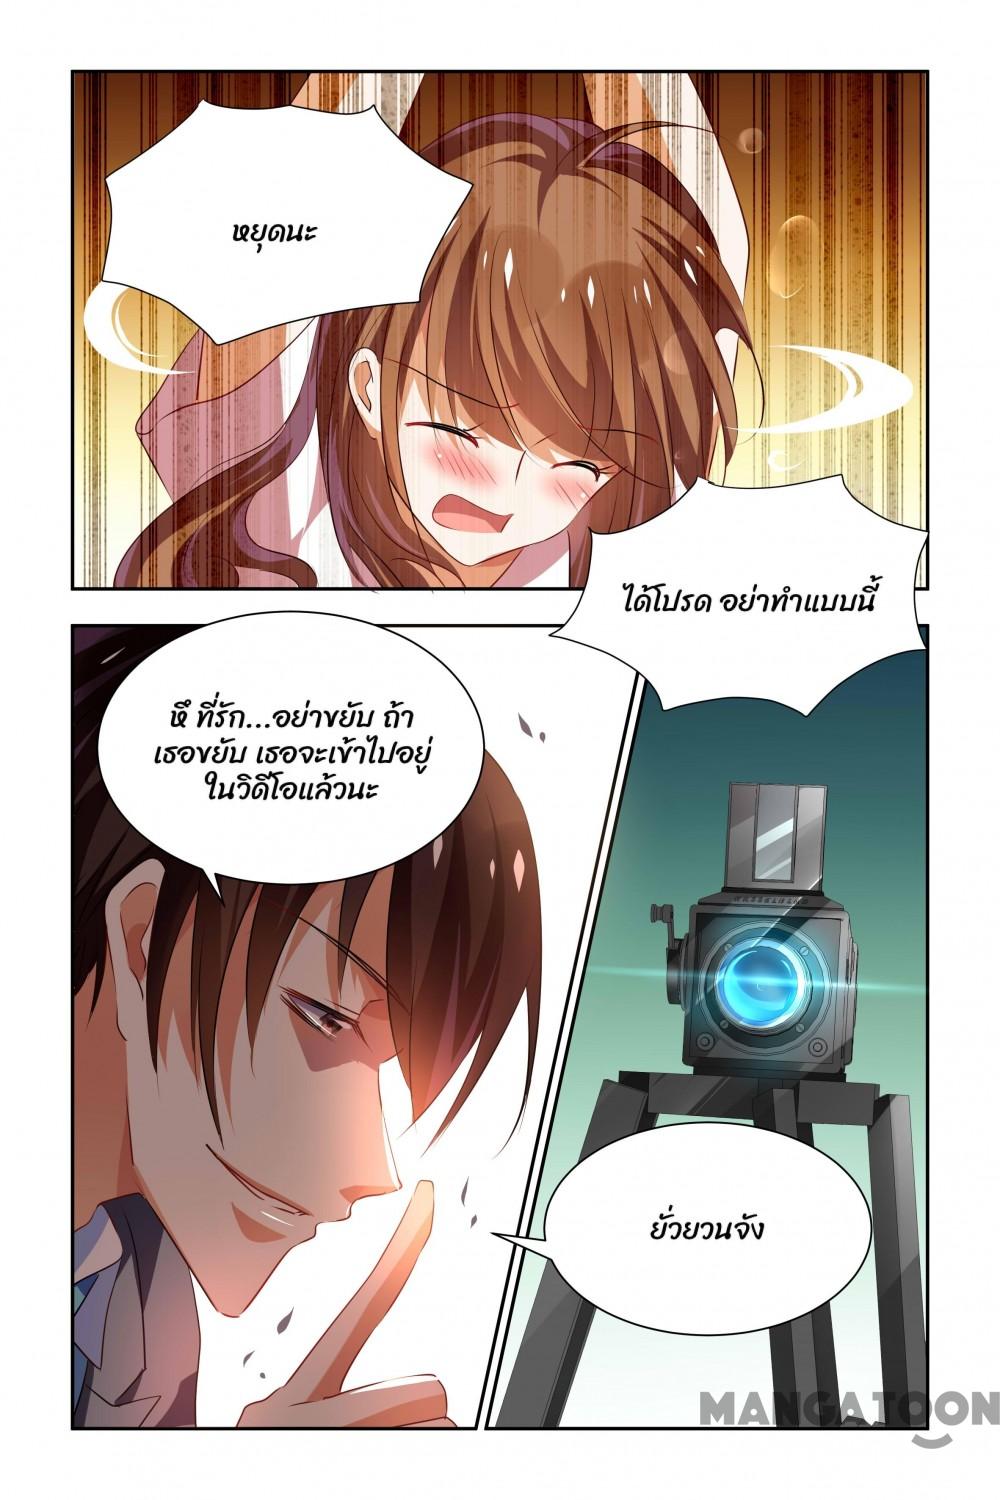 หยุดนะ
ได้โปรด อย่าทำแบบนี้
หึ ที่รัก...อย่าขยับ ถ้า
เธอขยับ เธอจะเข้าไปอยู่
ในวิดีโอแล้วนะ
ยั่วยวนจัง
MANGATOON